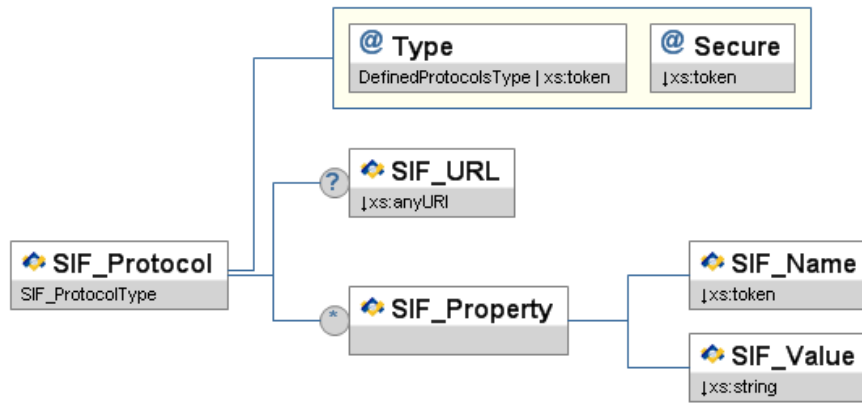 @ Type
DefinedProtocolsType | xs:token
@ Secure
↓xs:token
? SIF_URL
↓xs:anyURI
SIF_Protocol
SIF_ProtocolType
* SIF_Property
SIF_Name
↓xs:token
SIF_Value
↓xs:string